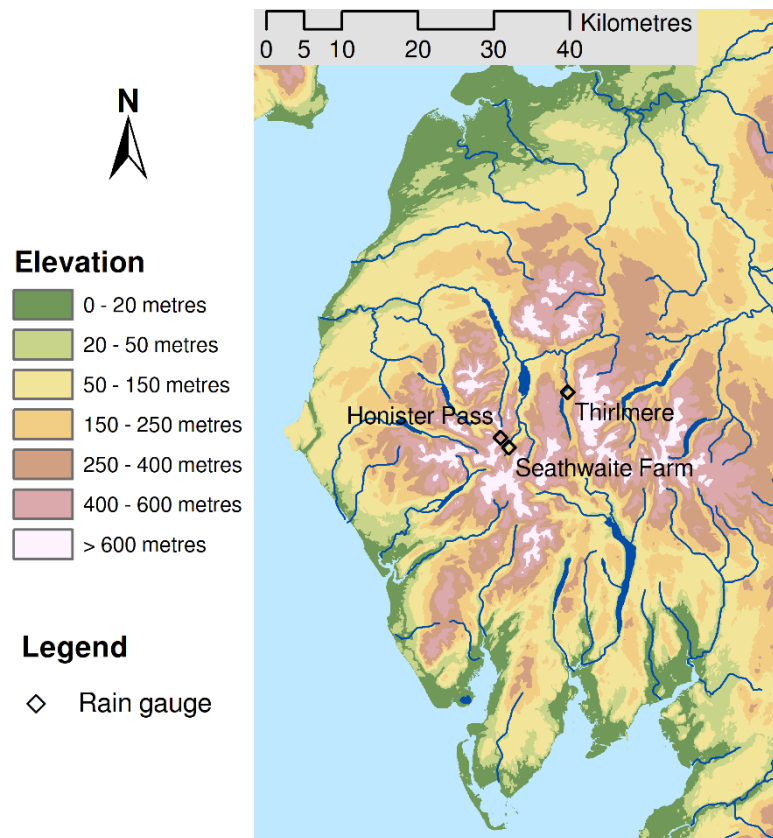 0 5 10 20 30 40 Kilometres
N
Elevation
0 - 20 metres
20 - 50 metres
50 - 150 metres
150 - 250 metres
250 - 400 metres
400 - 600 metres
> 600 metres
Legend
Rain gauge
Honister Pass
Thirlmere
Seathwaite Farm